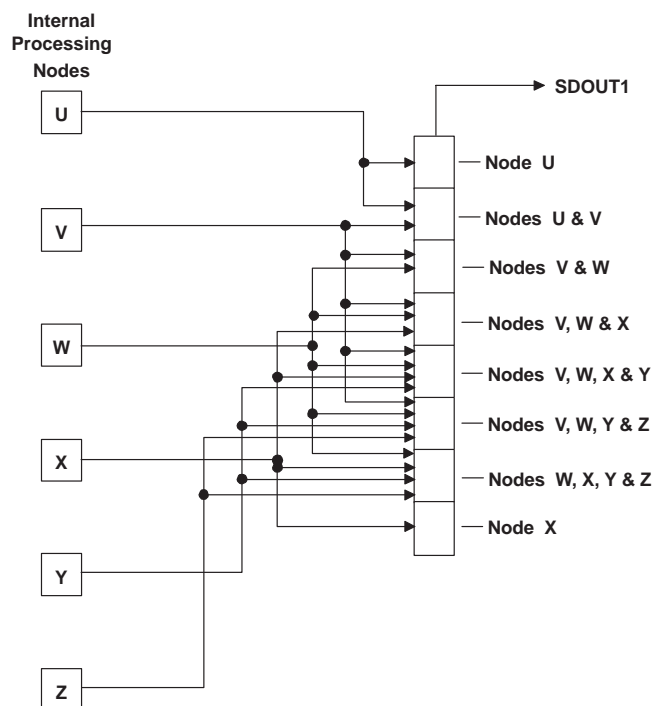 Internal
Processing
Nodes
SDOUT1
U
Node U
V
Nodes U & V
Nodes V & W
W
Nodes V, W & X
Nodes V, W, X & Y
Nodes V, W, Y & Z
X
Nodes W, X, Y & Z
Node X
Y
Z